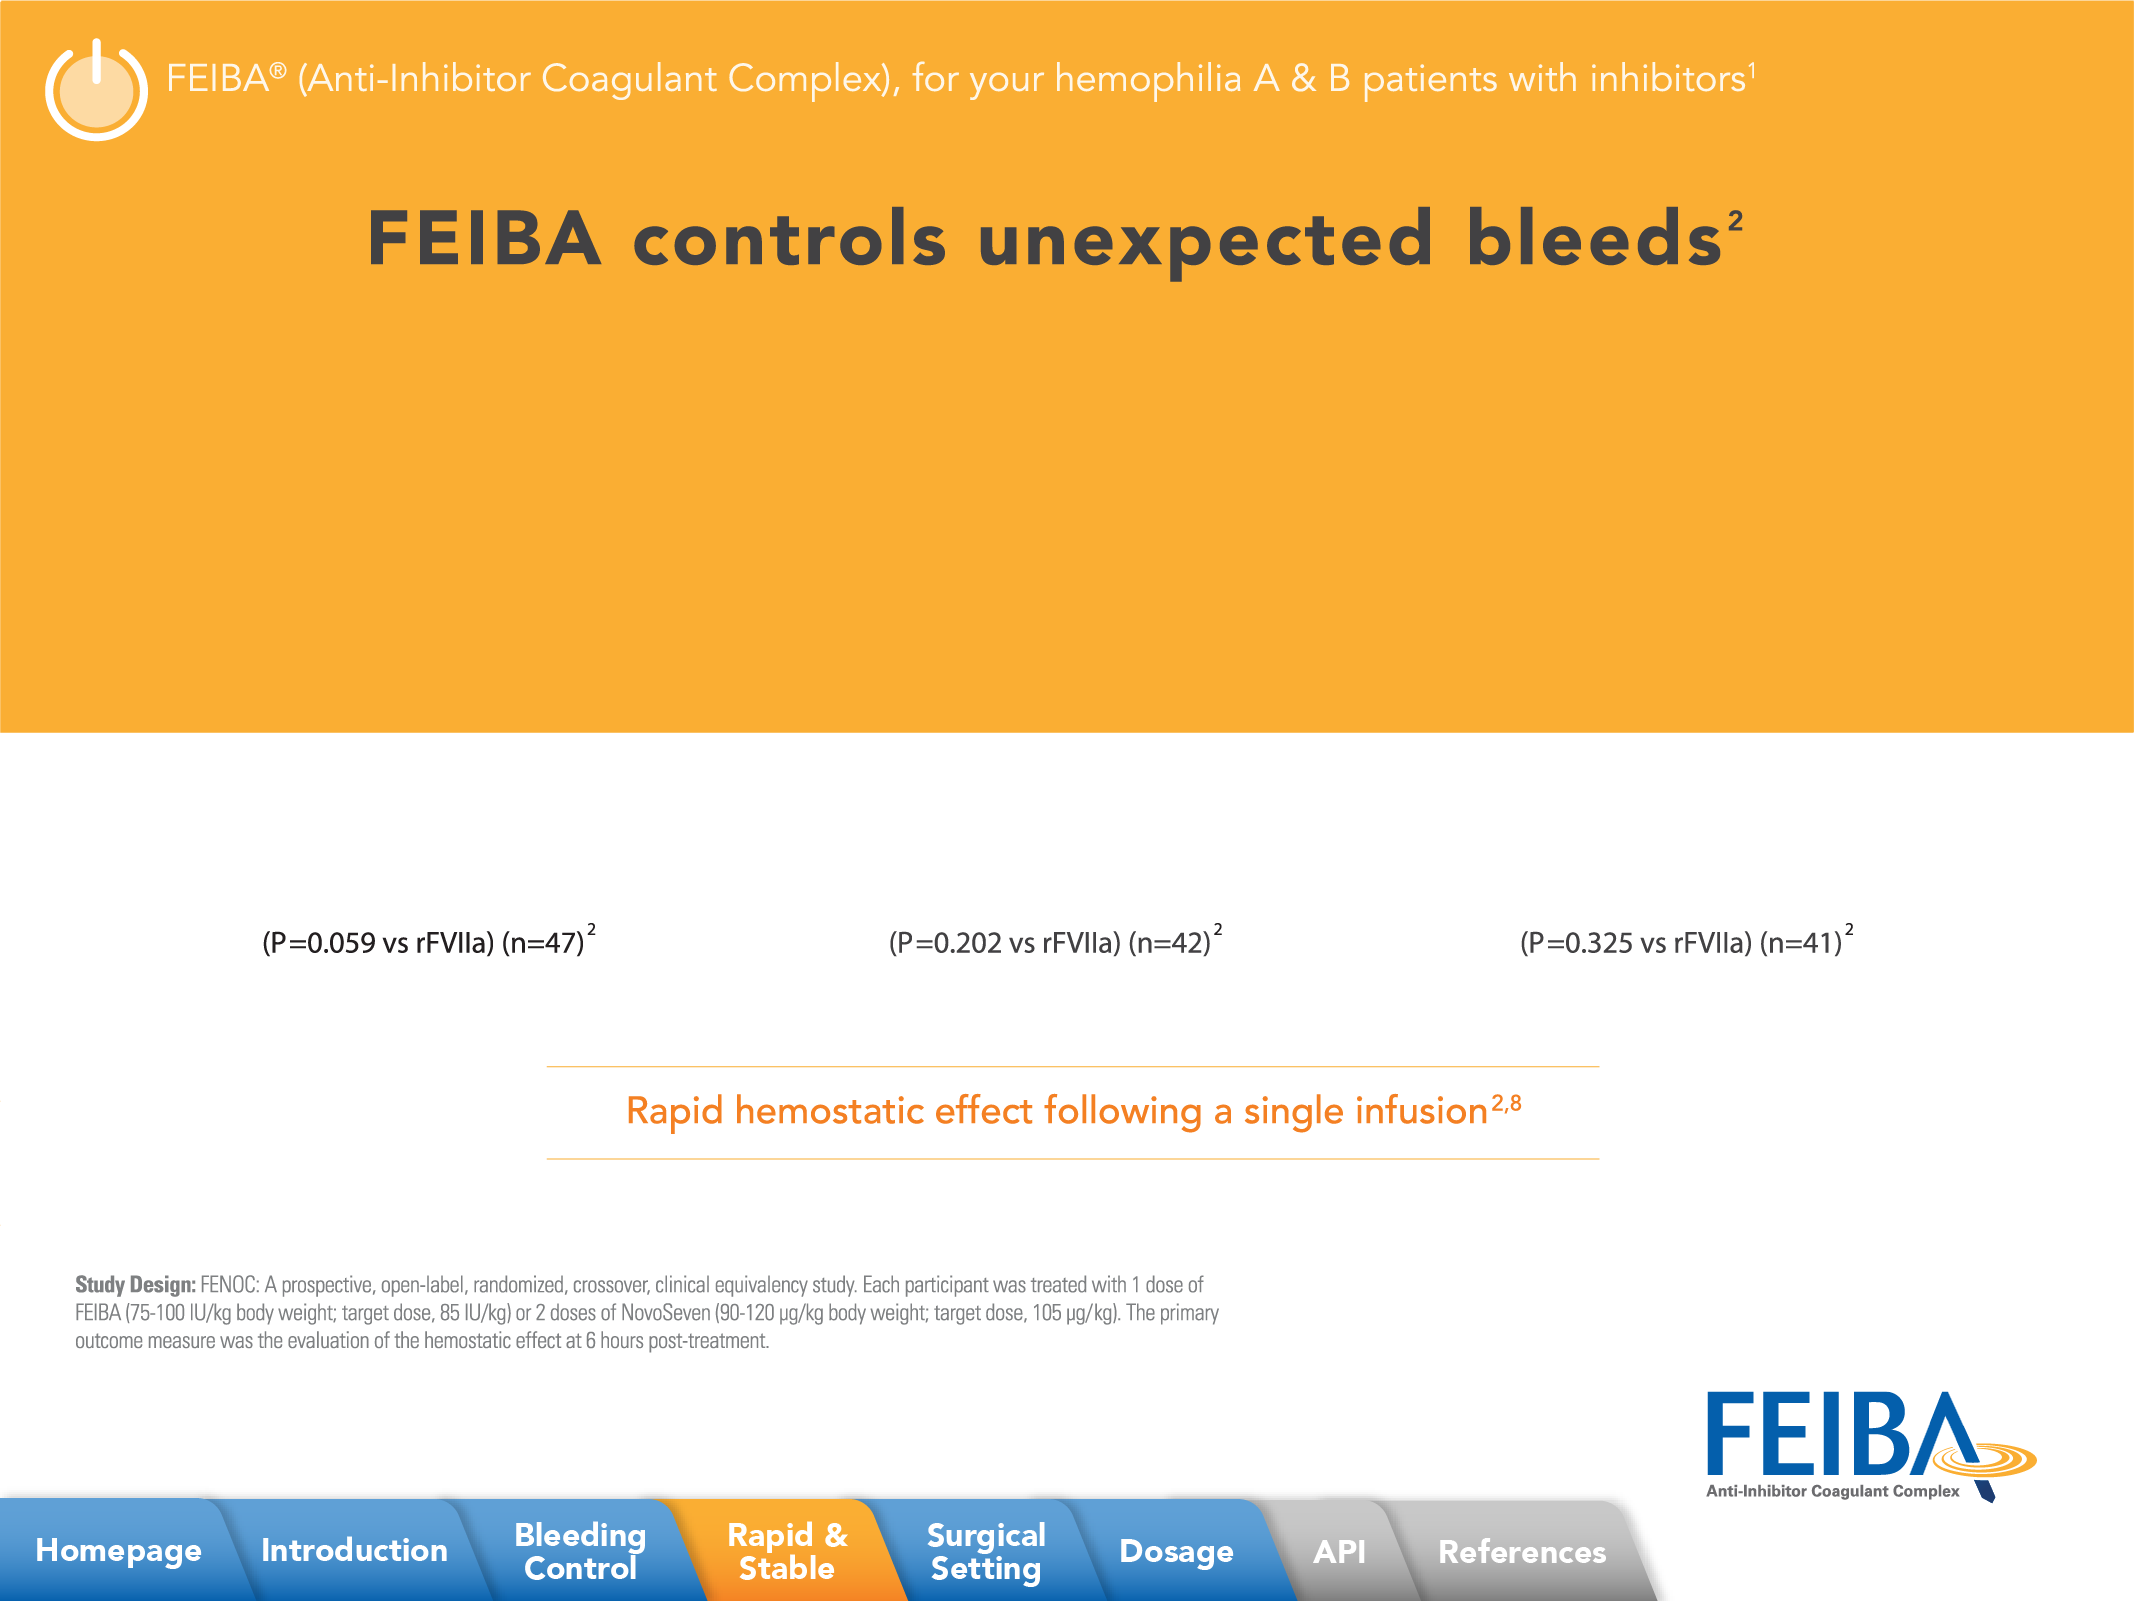 FEIBA® (Anti-Inhibitor Coagulant Complex), for your hemophilia A & B patients with inhibitors¹
FEIBA controls unexpected bleeds²
(P=0.059 vs rFVIIa) (n=47)²
(P=0.202 vs rFVIIa) (n=42)²
(P=0.325 vs rFVIIa) (n=41)²
Rapid hemostatic effect following a single infusion²,⁸
Study Design: FENOC: A prospective, open-label, randomized, crossover, clinical equivalency study. Each participant was treated with 1 dose of
FEIBA (75-100 IU/kg body weight; target dose, 85 IU/kg) or 2 doses of NovoSeven (90-120 µg/kg body weight; target dose, 105 µg/kg). The primary
outcome measure was the evaluation of the hemostatic effect at 6 hours post-treatment.
FEIBA
Anti-Inhibitor Coagulant Complex
Homepage
Introduction
Bleeding
Control
Rapid &
Stable
Surgical
Setting
Dosage
API
References